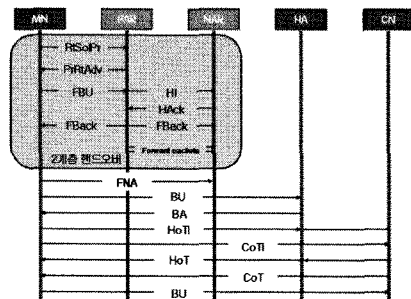 MN PAR NAR HA CN
RtSolPr
PrRtAdv
FBU HI
HAck
FBack FBack
Forward packets
2계층 핸드오버
FNA
BU
BA
HoTI
CoTI
HoT
CoT
BU